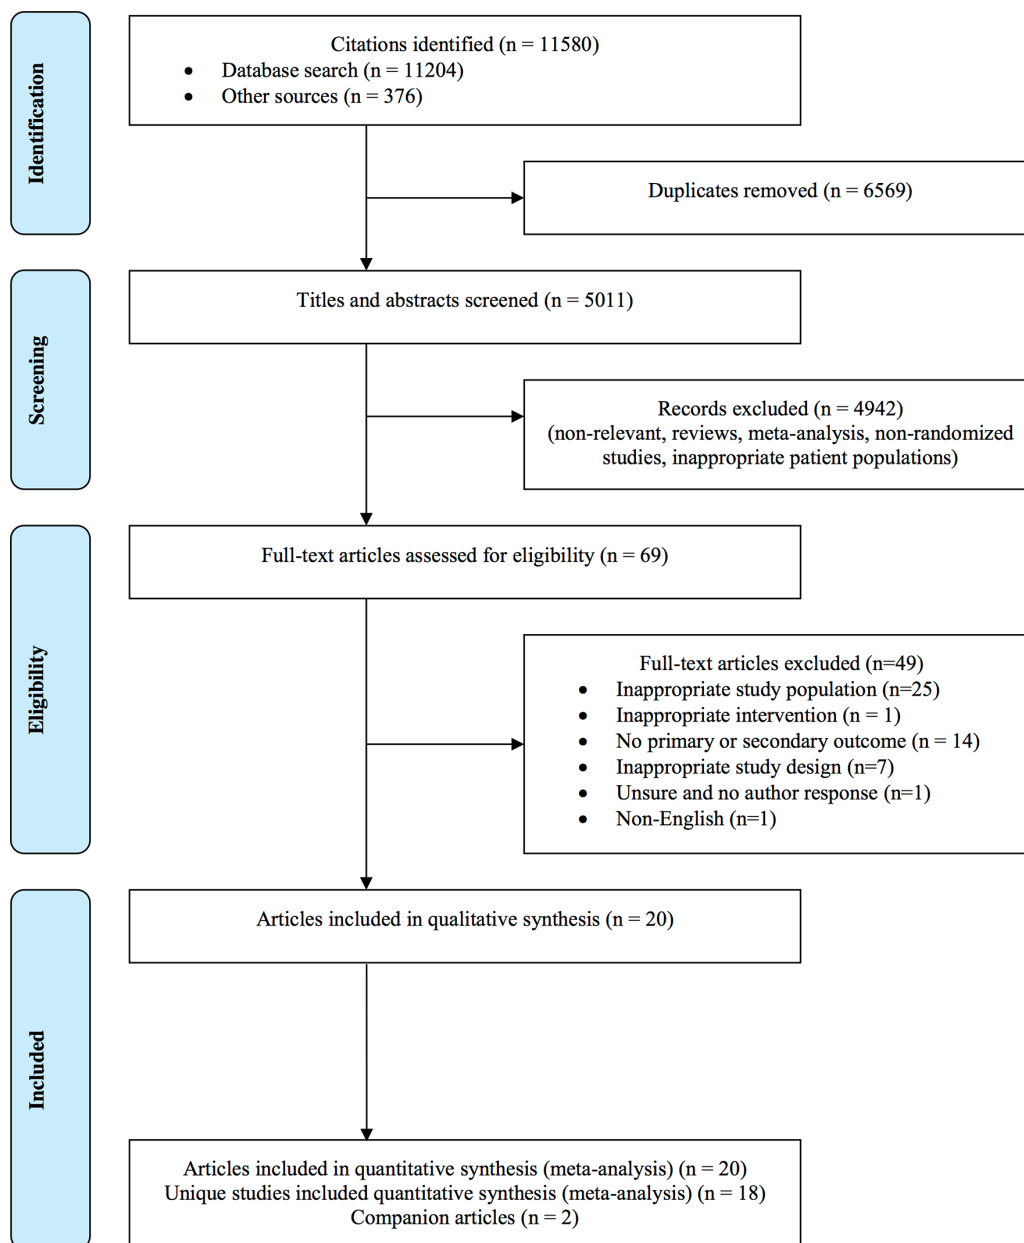 Identification
Citations identified (n = 11580)
• Database search (n = 11204)
• Other sources (n = 376)
Duplicates removed (n = 6569)
Screening
Titles and abstracts screened (n = 5011)
Records excluded (n = 4942)
(non-relevant, reviews, meta-analysis, non-randomized
studies, inappropriate patient populations)
Eligibility
Full-text articles assessed for eligibility (n = 69)
Full-text articles excluded (n=49)
• Inappropriate study population (n=25)
• Inappropriate intervention (n = 1)
• No primary or secondary outcome (n = 14)
• Inappropriate study design (n=7)
• Unsure and no author response (n=1)
• Non-English (n=1)
Included
Articles included in qualitative synthesis (n = 20)
Articles included in quantitative synthesis (meta-analysis) (n = 20)
Unique studies included quantitative synthesis (meta-analysis) (n = 18)
Companion articles (n = 2)